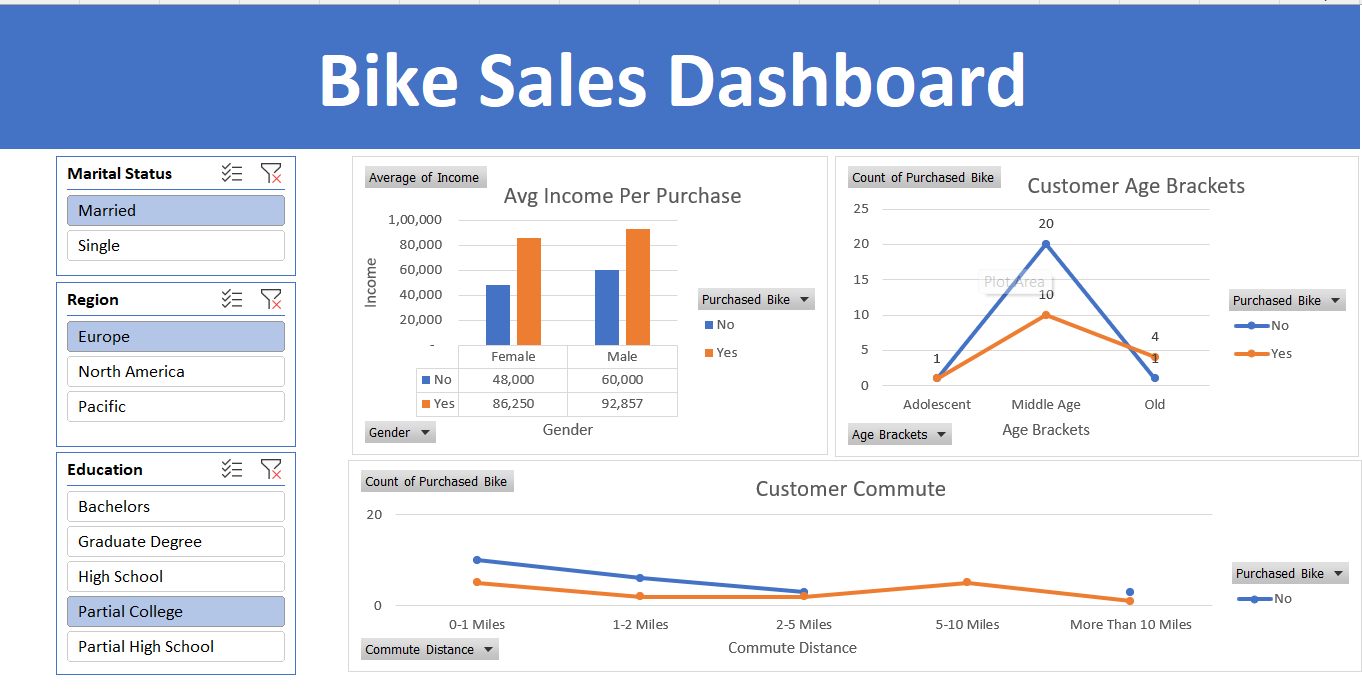 Bike Sales Dashboard
Marital Status
Married
Single
Region
Europe
North America
Pacific
Education
Bachelors
Graduate Degree
High School
Partial College
Partial High School
Average of Income
Avg Income Per Purchase
Income
1,00,000
80,000
60,000
40,000
20,000
-
Female Male
No 48,000 60,000
Yes 86,250 92,857
Gender
Gender
Purchased Bike
No
Yes
Count of Purchased Bike
Customer Age Brackets
25
20
15
10
5
0
20
Plot Area
10
1
4
1
Adolescent Middle Age Old
Age Brackets
Age Brackets
Purchased Bike
No
Yes
Count of Purchased Bike
Customer Commute
20
0
0-1 Miles 1-2 Miles 2-5 Miles 5-10 Miles More Than 10 Miles
Commute Distance
Commute Distance
Purchased Bike
No